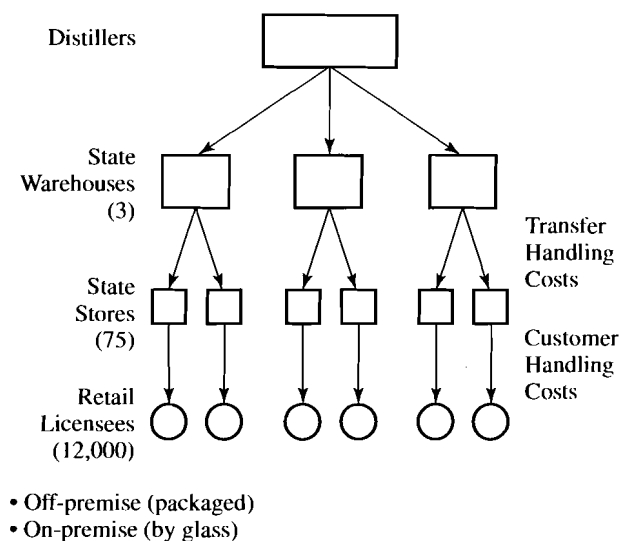 Distillers
State
Warehouses
(3)
Transfer
Handling
Costs
State
Stores
(75)
Customer
Handling
Costs
Retail
Licensees
(12,000)
• Off-premise (packaged)
• On-premise (by glass)